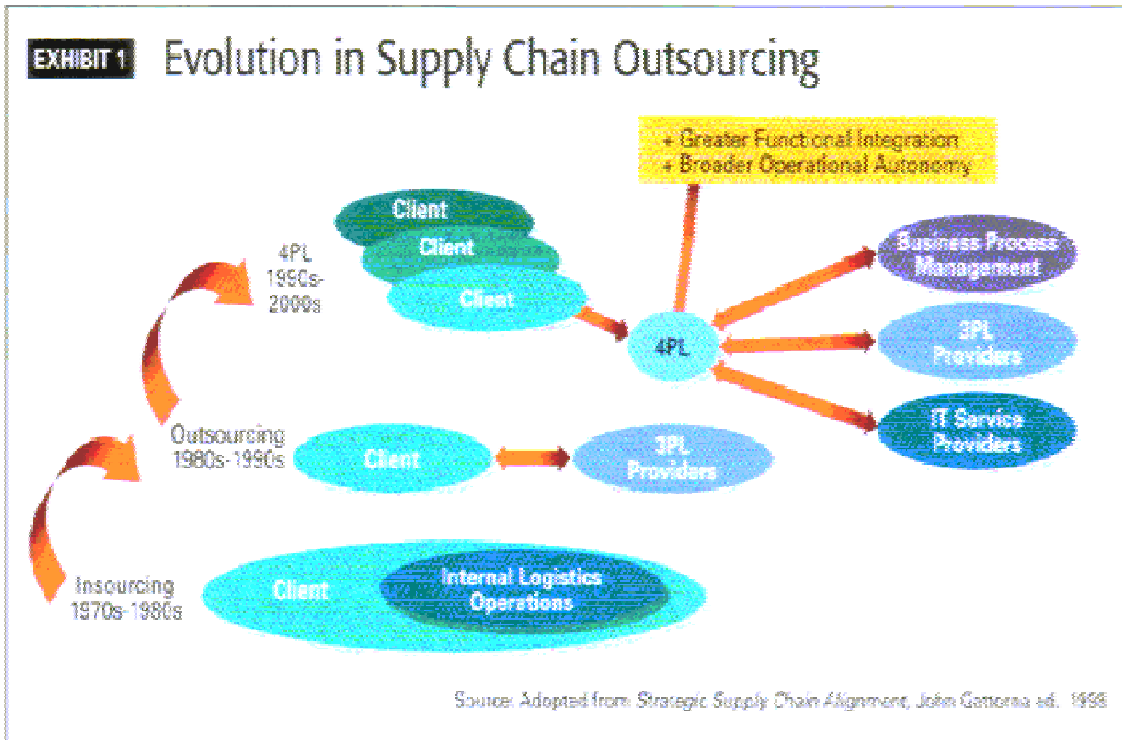 EXHIBIT 1
Evolution in Supply Chain Outsourcing
+ Greater Functional Integration
+ Broader Operational Autonomy
Client
Client
Client
4PL
1990s-
2000s
4PL
Business Process
Management
3PL
Providers
IT Service
Providers
Outsourcing
1980s-1990s
Client
3PL
Providers
Insourcing
1970s-1980s
Client
Internal Logistics
Operations
Source: Adopted from Strategic Supply Chain Alignment, John Gattorna ed.